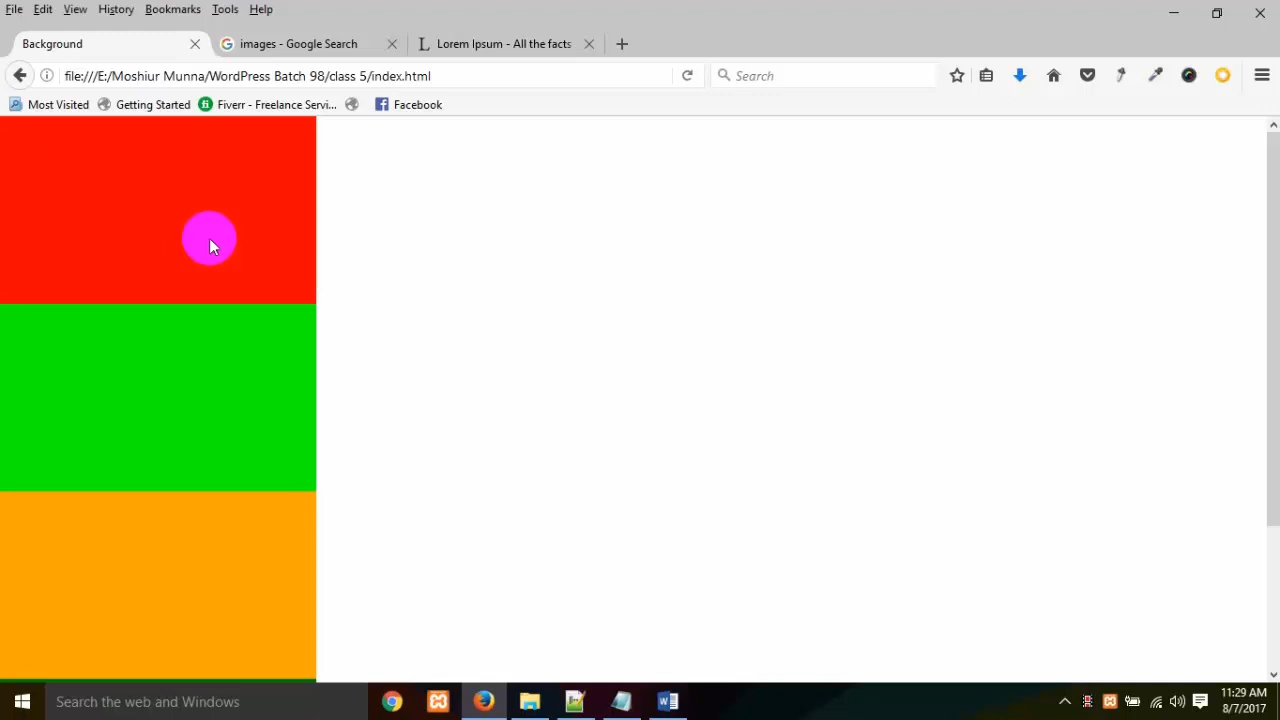 File Edit View History Bookmarks Tools Help
Background images - Google Search Lorem Ipsum - All the facts
file:///E:/Moshiur Munna/WordPress Batch 98/class 5/index.html Search
Most Visited Getting Started Fiverr - Freelance Servi... Facebook
Search the web and Windows
11:29 AM
8/7/2017